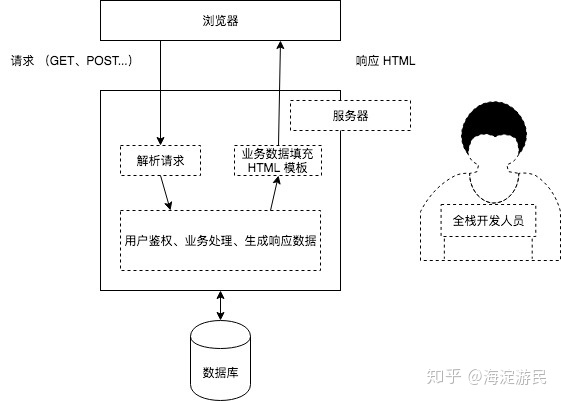 浏览器
请求 （GET、POST...）
响应 HTML
服务器
解析请求
业务数据填充
HTML 模板
用户鉴权、业务处理、生成响应数据
全栈开发人员
数据库
知乎 @海淀游民